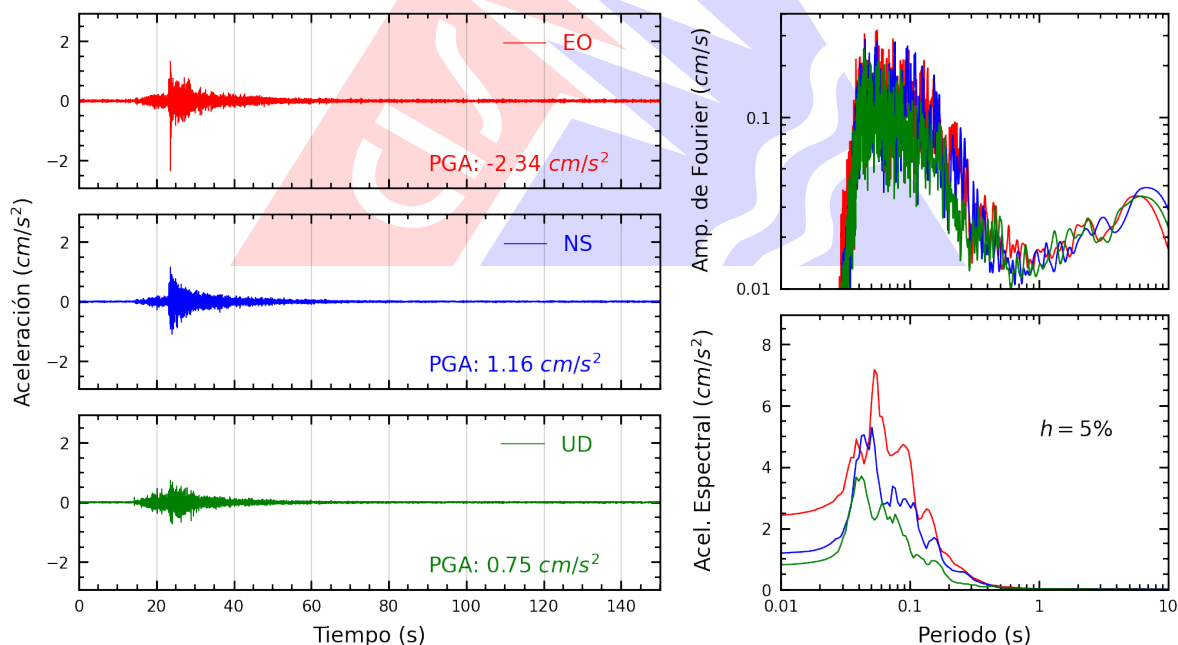 Aceleración (cm/s²)
2
0
−2
EO
PGA: -2.34 cm/s²
2
0
−2
NS
PGA: 1.16 cm/s²
2
0
−2
UD
PGA: 0.75 cm/s²
0 20 40 60 80 100 120 140
Tiempo (s)
Amp. de Fourier (cm/s)
0.1
0.01
Acel. Espectral (cm/s²)
8
6
4
2
0
h = 5%
0.01 0.1 1 10
Periodo (s)